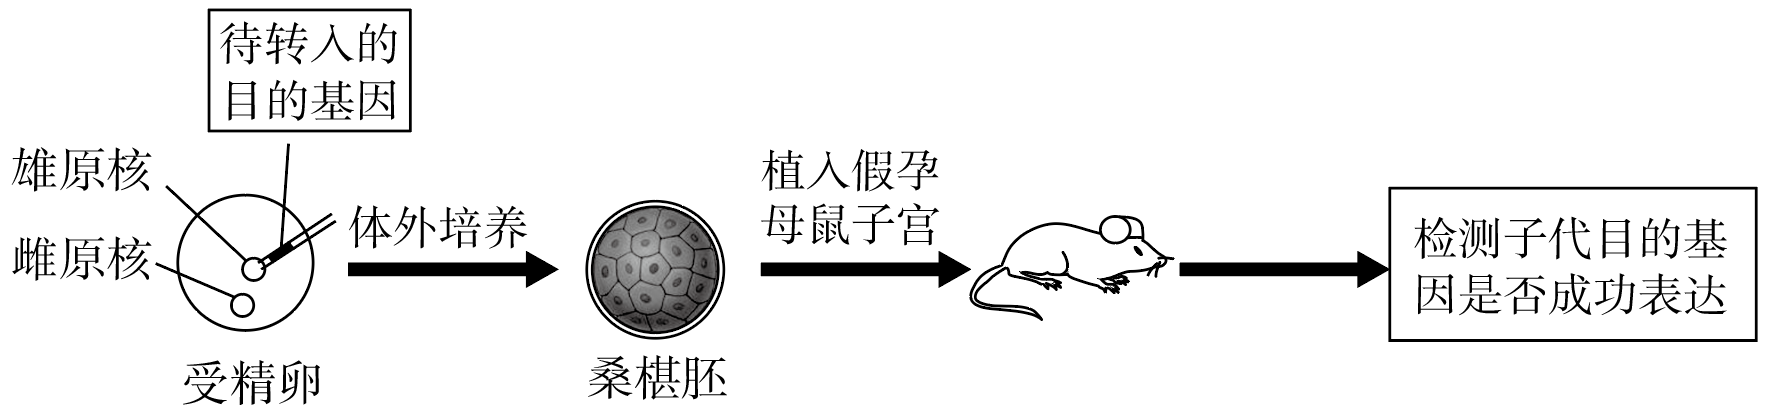 待转入的
目的基因
雄原核
雌原核
受精卵
体外培养
桑椹胚
植入假孕
母鼠子宫
检测子代目的基
因是否成功表达